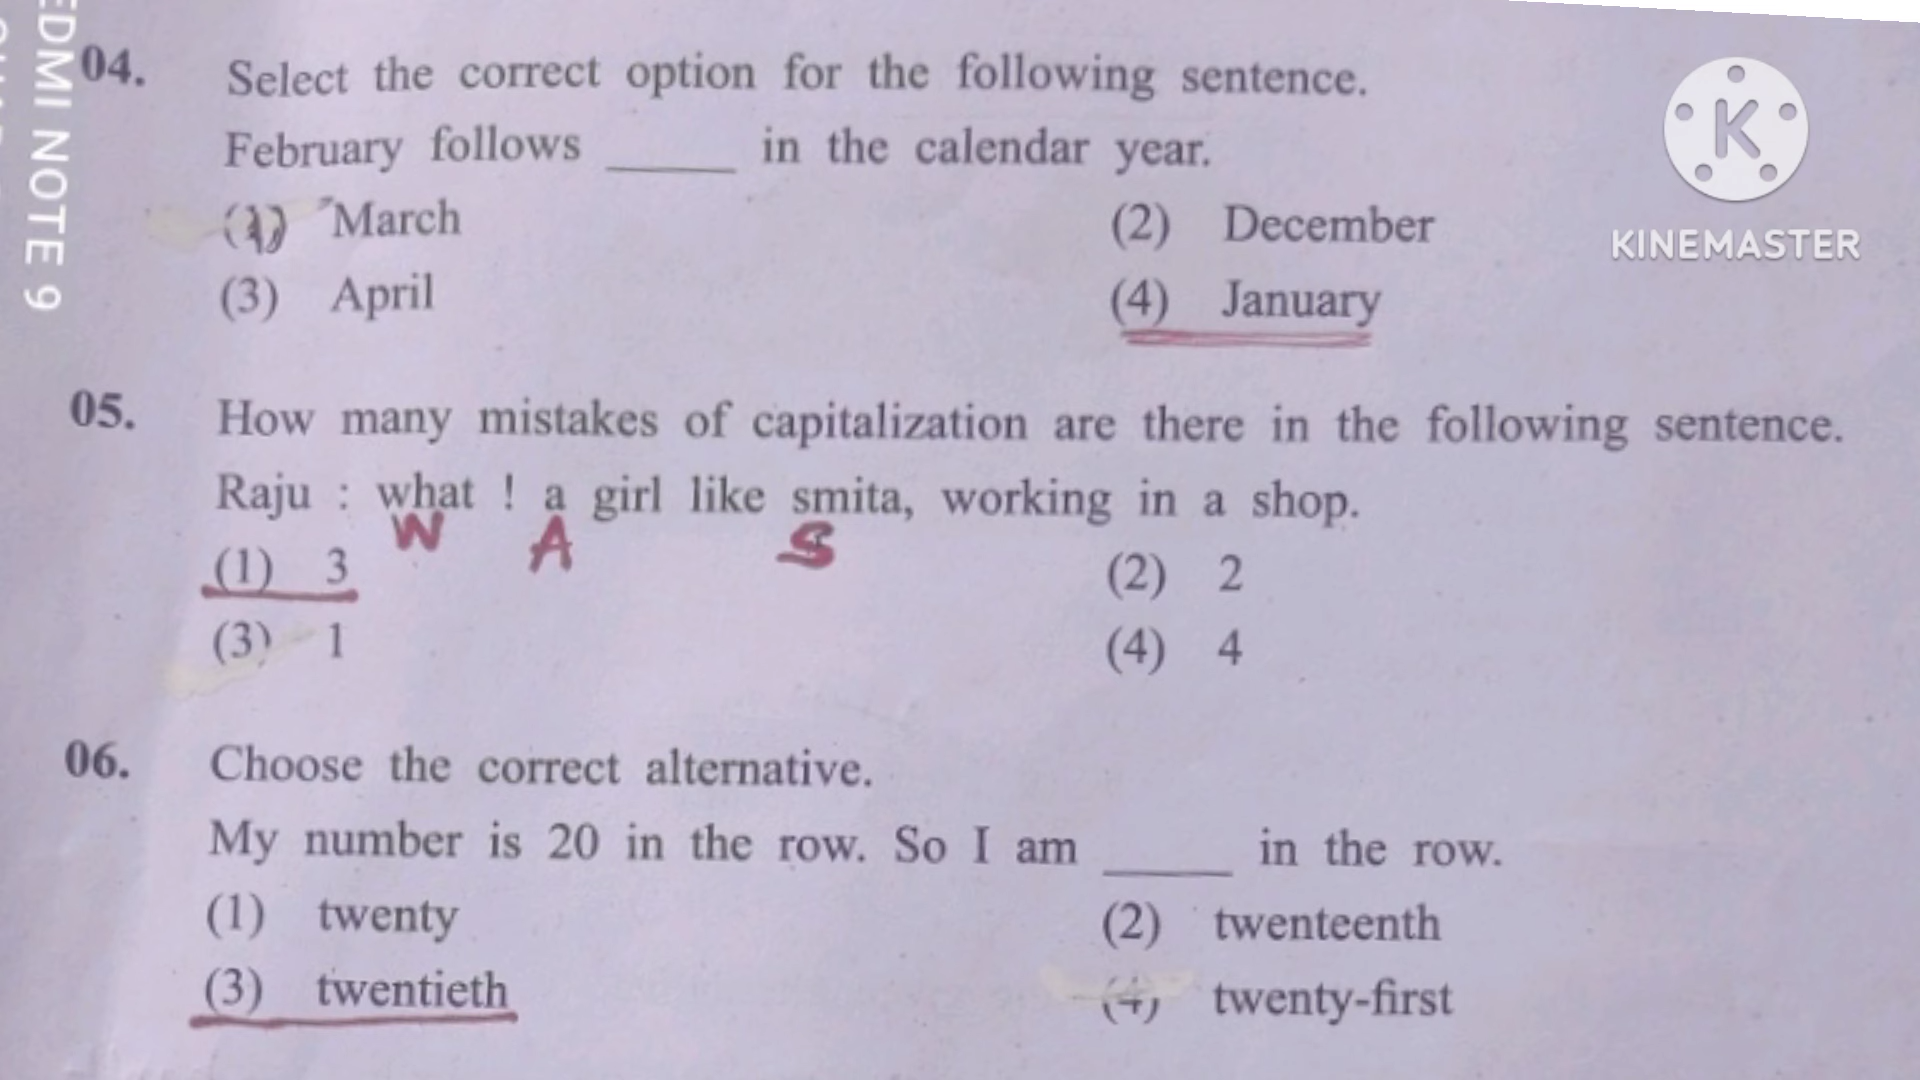 EDMI NOTE 9
04. Select the correct option for the following sentence.
February follows _____ in the calendar year.
(1) March (2) December
(3) April (4) January
05. How many mistakes of capitalization are there in the following sentence.
Raju : what ! a girl like smita, working in a shop.
W A S
(1) 3 (2) 2
(3) 1 (4) 4
06. Choose the correct alternative.
My number is 20 in the row. So I am _____ in the row.
(1) twenty (2) twenteenth
(3) twentieth (4) twenty-first
K
KINEMASTER